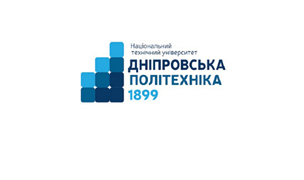 Національний
технічний університет
ДНІПРОВСЬКА
ПОЛІТЕХНІКА
1899